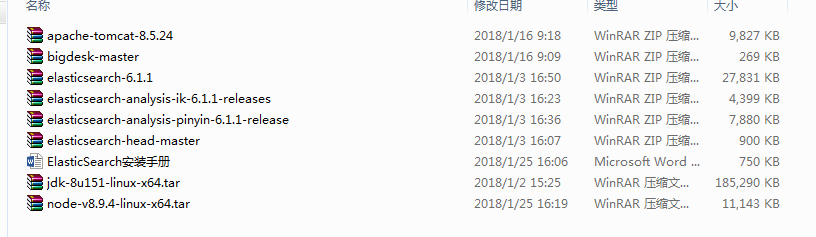 名称 修改日期 类型 大小
apache-tomcat-8.5.24 2018/1/16 9:18 WinRAR ZIP 压缩... 9,827 KB
bigdesk-master 2018/1/16 9:09 WinRAR ZIP 压缩... 269 KB
elasticsearch-6.1.1 2018/1/3 16:50 WinRAR ZIP 压缩... 27,831 KB
elasticsearch-analysis-ik-6.1.1-releases 2018/1/3 16:23 WinRAR ZIP 压缩... 4,399 KB
elasticsearch-analysis-pinyin-6.1.1-release 2018/1/3 16:36 WinRAR ZIP 压缩... 7,880 KB
elasticsearch-head-master 2018/1/3 16:07 WinRAR ZIP 压缩... 900 KB
ElasticSearch安装手册 2018/1/25 16:06 Microsoft Word ... 750 KB
jdk-8u151-linux-x64.tar 2018/1/2 15:25 WinRAR 压缩文... 185,290 KB
node-v8.9.4-linux-x64.tar 2018/1/25 16:19 WinRAR 压缩文... 11,143 KB